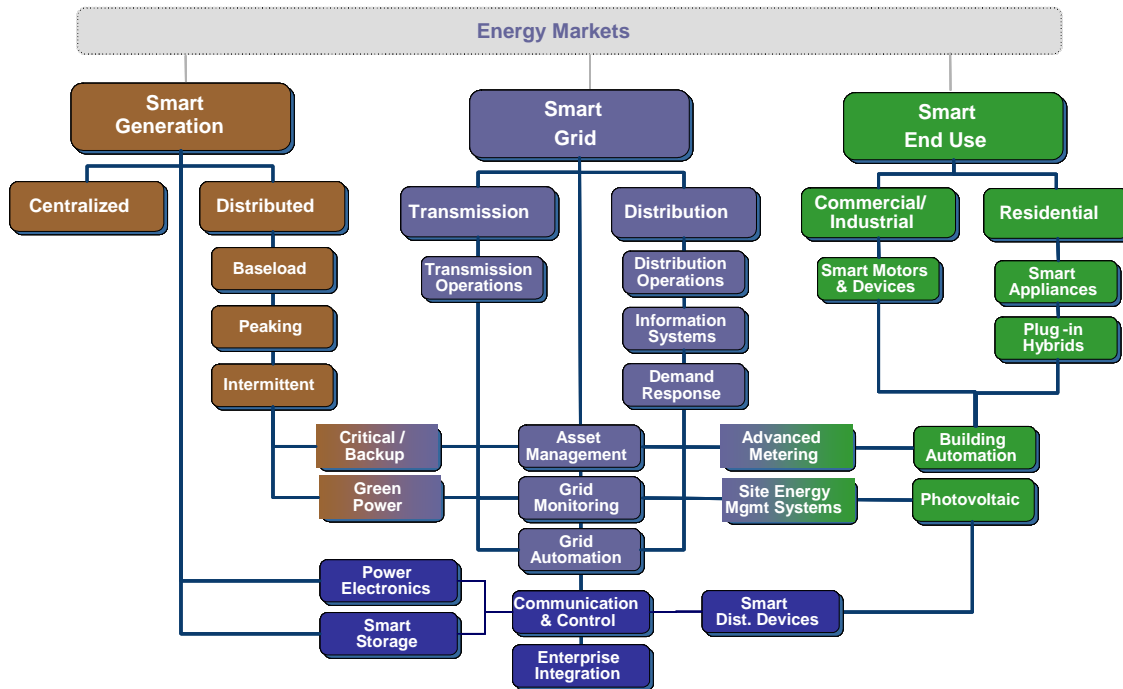 Energy Markets
Smart
Generation
Smart
Grid
Smart
End Use
Centralized
Distributed
Transmission
Distribution
Commercial/
Industrial
Residential
Baseload
Transmission
Operations
Distribution
Operations
Smart Motors
& Devices
Smart
Appliances
Peaking
Information
Systems
Plug-in
Hybrids
Intermittent
Demand
Response
Critical /
Backup
Asset
Management
Advanced
Metering
Building
Automation
Green
Power
Grid
Monitoring
Site Energy
Mgmt Systems
Photovoltaic
Grid
Automation
Power
Electronics
Communication
& Control
Smart
Dist. Devices
Smart
Storage
Enterprise
Integration